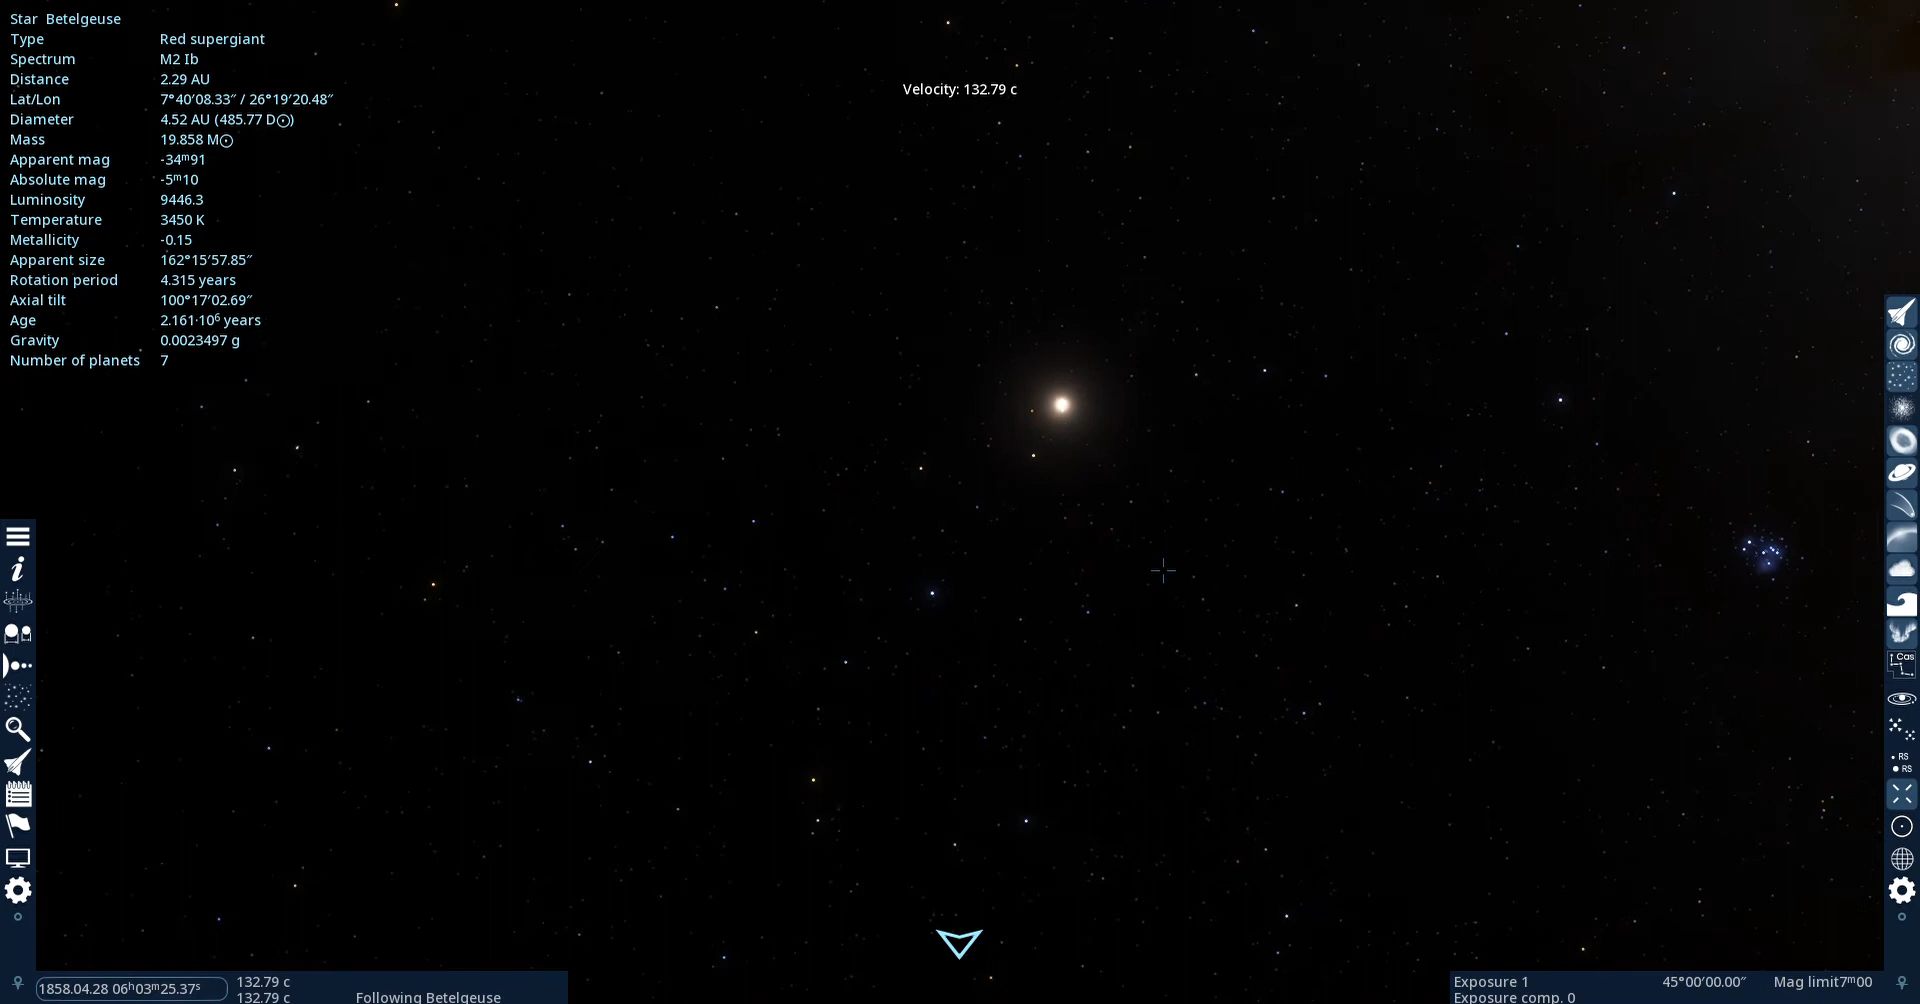 Star Betelgeuse
Type Red supergiant
Spectrum M2 Ib
Distance 2.29 AU
Lat/Lon 7°40′08.33″ / 26°19′20.48″
Diameter 4.52 AU (485.77 D⊙)
Mass 19.858 M⊙
Apparent mag -34ᵐ91
Absolute mag -5ᵐ10
Luminosity 9446.3
Temperature 3450 K
Metallicity -0.15
Apparent size 162°15′57.85″
Rotation period 4.315 years
Axial tilt 100°17′02.69″
Age 2.161·10⁶ years
Gravity 0.0023497 g
Number of planets 7
Velocity: 132.79 c
Cas
RS
RS
1858.04.28 06ʰ03ᵐ25.37ˢ
132.79 c
132.79 c Following Betelgeuse
Exposure 1 45°00′00.00″ Mag limit7ᵐ00
Exposure comp. 0